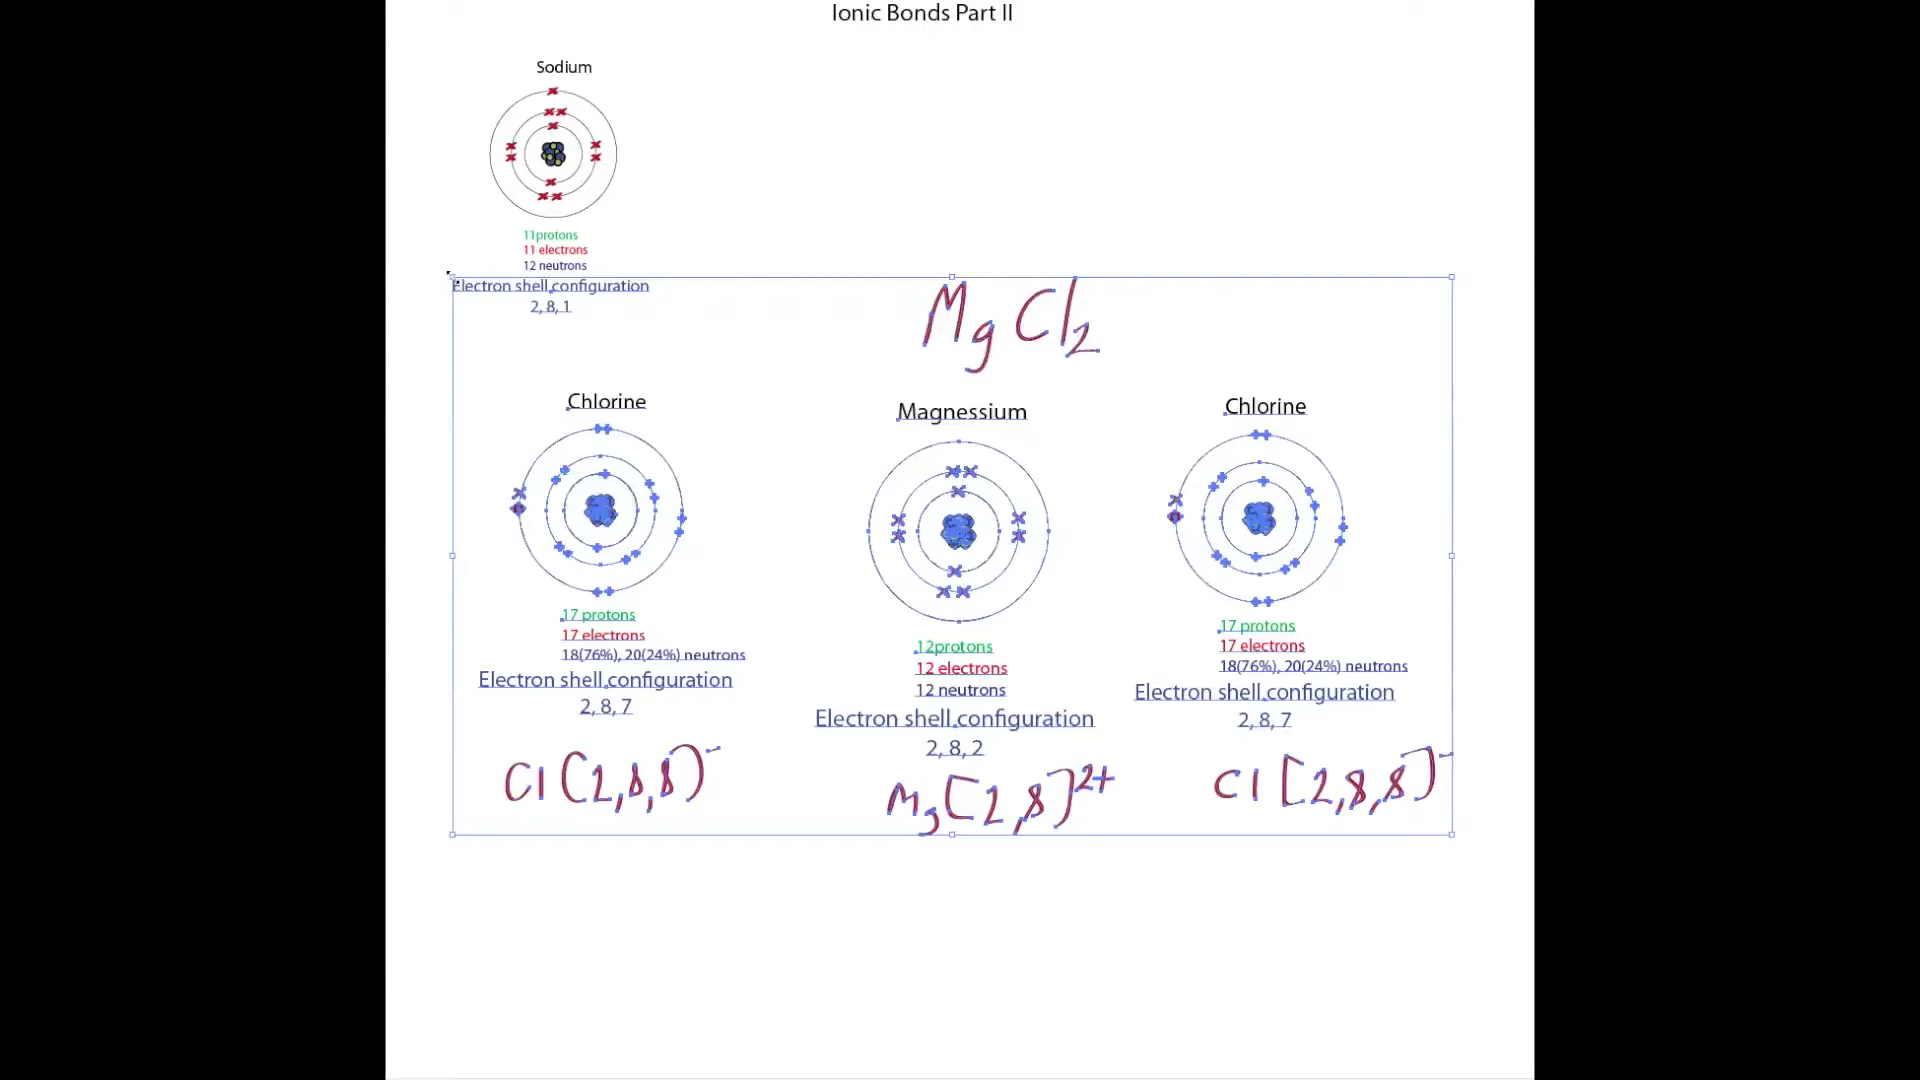 Ionic Bonds Part II
Sodium
11protons
11 electrons
12 neutrons
Electron shell configuration
2, 8, 1
MgCl2
Chlorine
17 protons
17 electrons
18(76%), 20(24%) neutrons
Electron shell configuration
2, 8, 7
Cl (2,8,8)-
Magnessium
12protons
12 electrons
12 neutrons
Electron shell configuration
2, 8, 2
Mg [2,8]2+
Chlorine
17 protons
17 electrons
18(76%), 20(24%) neutrons
Electron shell configuration
2, 8, 7
Cl [2,8,8]-